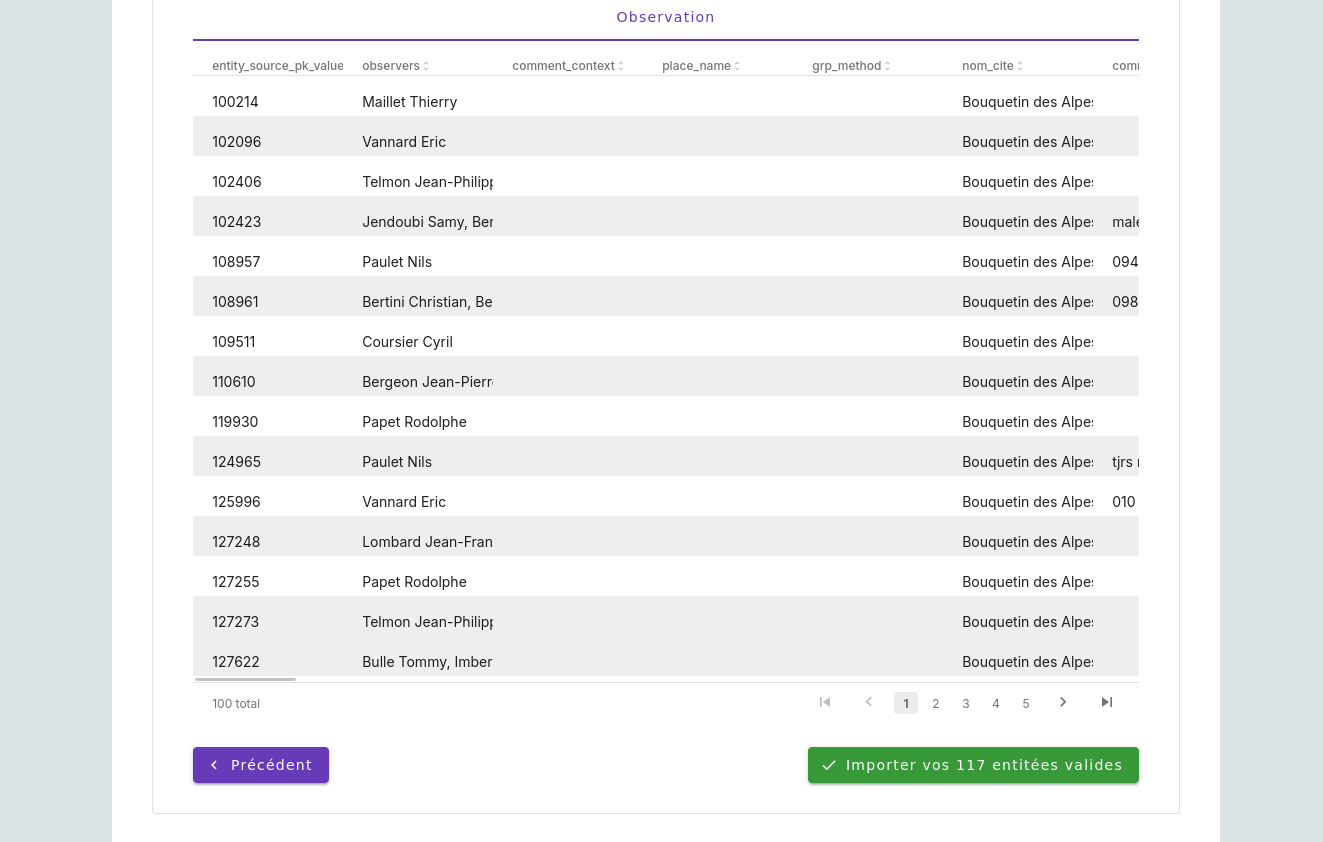 Observation
entity_source_pk_value observers comment_context place_name grp_method nom_cite
100214 Maillet Thierry Bouquetin des Alpes
102096 Vannard Eric Bouquetin des Alpes
102406 Telmon Jean-Philipp Bouquetin des Alpes
102423 Jendoubi Samy, Ber Bouquetin des Alpes male
108957 Paulet Nils Bouquetin des Alpes 094
108961 Bertini Christian, Be Bouquetin des Alpes 098
109511 Coursier Cyril Bouquetin des Alpes
110610 Bergeon Jean-Pierre Bouquetin des Alpes
119930 Papet Rodolphe Bouquetin des Alpes
124965 Paulet Nils Bouquetin des Alpes tjrs
125996 Vannard Eric Bouquetin des Alpes 010
127248 Lombard Jean-Fran Bouquetin des Alpes
127255 Papet Rodolphe Bouquetin des Alpes
127273 Telmon Jean-Philipp Bouquetin des Alpes
127622 Bulle Tommy, Imber Bouquetin des Alpes
100 total 1 2 3 4 5
Précédent Importer vos 117 entitées valides